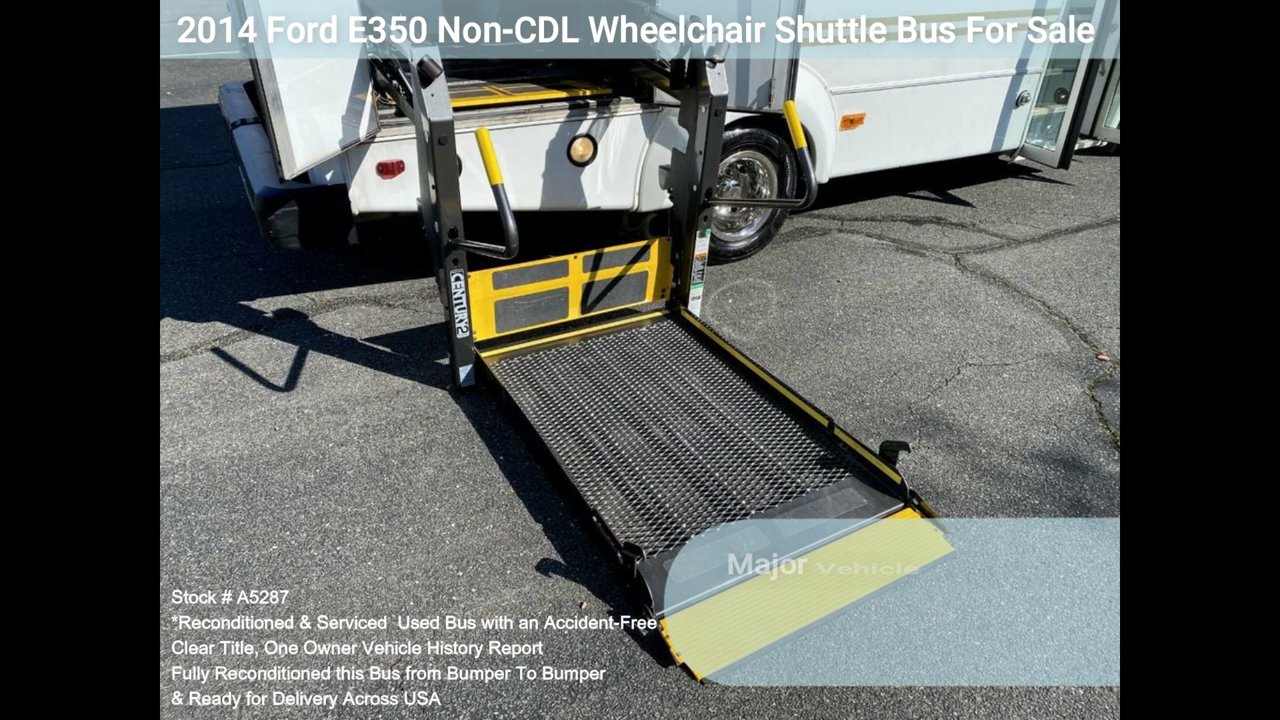 2014 Ford E350 Non-CDL Wheelchair Shuttle Bus For Sale
CENTURY2
Major Vehicle
Stock # A5287
*Reconditioned & Serviced Used Bus with an Accident-Free
Clear Title, One Owner Vehicle History Report
Fully Reconditioned this Bus from Bumper To Bumper
& Ready for Delivery Across USA